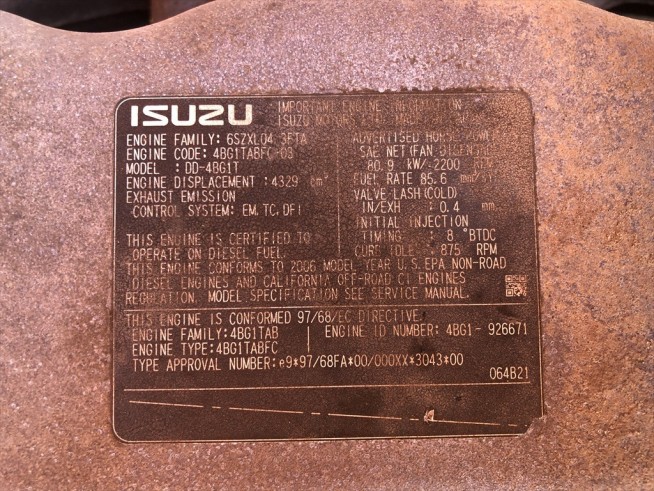 ISUZU
IMPORTANT ENGINE INFORMATION
ISUZU MOTORS LTD.
ENGINE FAMILY: 6SZXL04 3FTA
ENGINE CODE: 4BG1TABFC-03
MODEL : DD-4BG1T
ENGINE DISPLACEMENT :4329 cm³
EXHAUST EMISSION
CONTROL SYSTEM: EM,TC,DFI
THIS ENGINE IS CERTIFIED TO
OPERATE ON DIESEL FUEL.
ADVERTISED HORSE POWER
SAE NET(FAN
80.9 kW/-2200 RPM
FUEL RATE 85.6
VALVE LASH(COLD)
IN/EXH : 0.4 mm
INITIAL INJECTION
TIMING : 8 °BTDC
CURB IDLE : 875 RPM
THIS ENGINE CONFORMS TO 2006 MODEL YEAR U.S.EPA NON-ROAD
DIESEL ENGINES AND CALIFORNIA OFF-ROAD CI ENGINES
REGULATION. MODEL SPECIFICATION SEE SERVICE MANUAL.
THIS ENGINE IS CONFORMED 97/68/EC DIRECTIVE.
ENGINE FAMILY:4BG1TAB
ENGINE ID NUMBER: 4BG1- 926671
ENGINE TYPE:4BG1TABFC
TYPE APPROVAL NUMBER:e9*97/68FA*00/000XX*3043*00
064B21